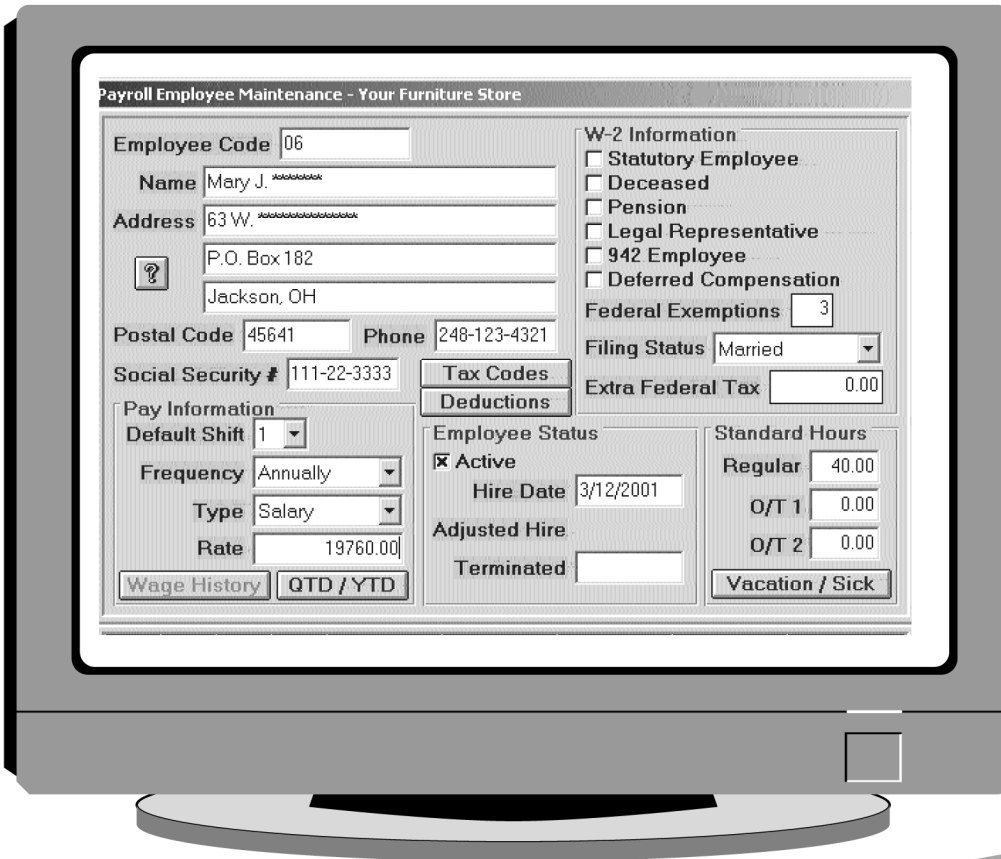 Payroll Employee Maintenance - Your Furniture Store
Employee Code 06
Name Mary J. ********
Address 63 W. ****************
P.O. Box 182
?
Jackson, OH
Postal Code 45641 Phone 248-123-4321
Social Security # 111-22-3333
Tax Codes
Deductions
W-2 Information
Statutory Employee
Deceased
Pension
Legal Representative
942 Employee
Deferred Compensation
Federal Exemptions 3
Filing Status Married
Extra Federal Tax 0.00
Pay Information
Default Shift 1
Frequency Annually
Type Salary
Rate 19760.00
Wage History QTD / YTD
Employee Status
Active
Hire Date 3/12/2001
Adjusted Hire
Terminated
Standard Hours
Regular 40.00
O/T 1 0.00
O/T 2 0.00
Vacation / Sick